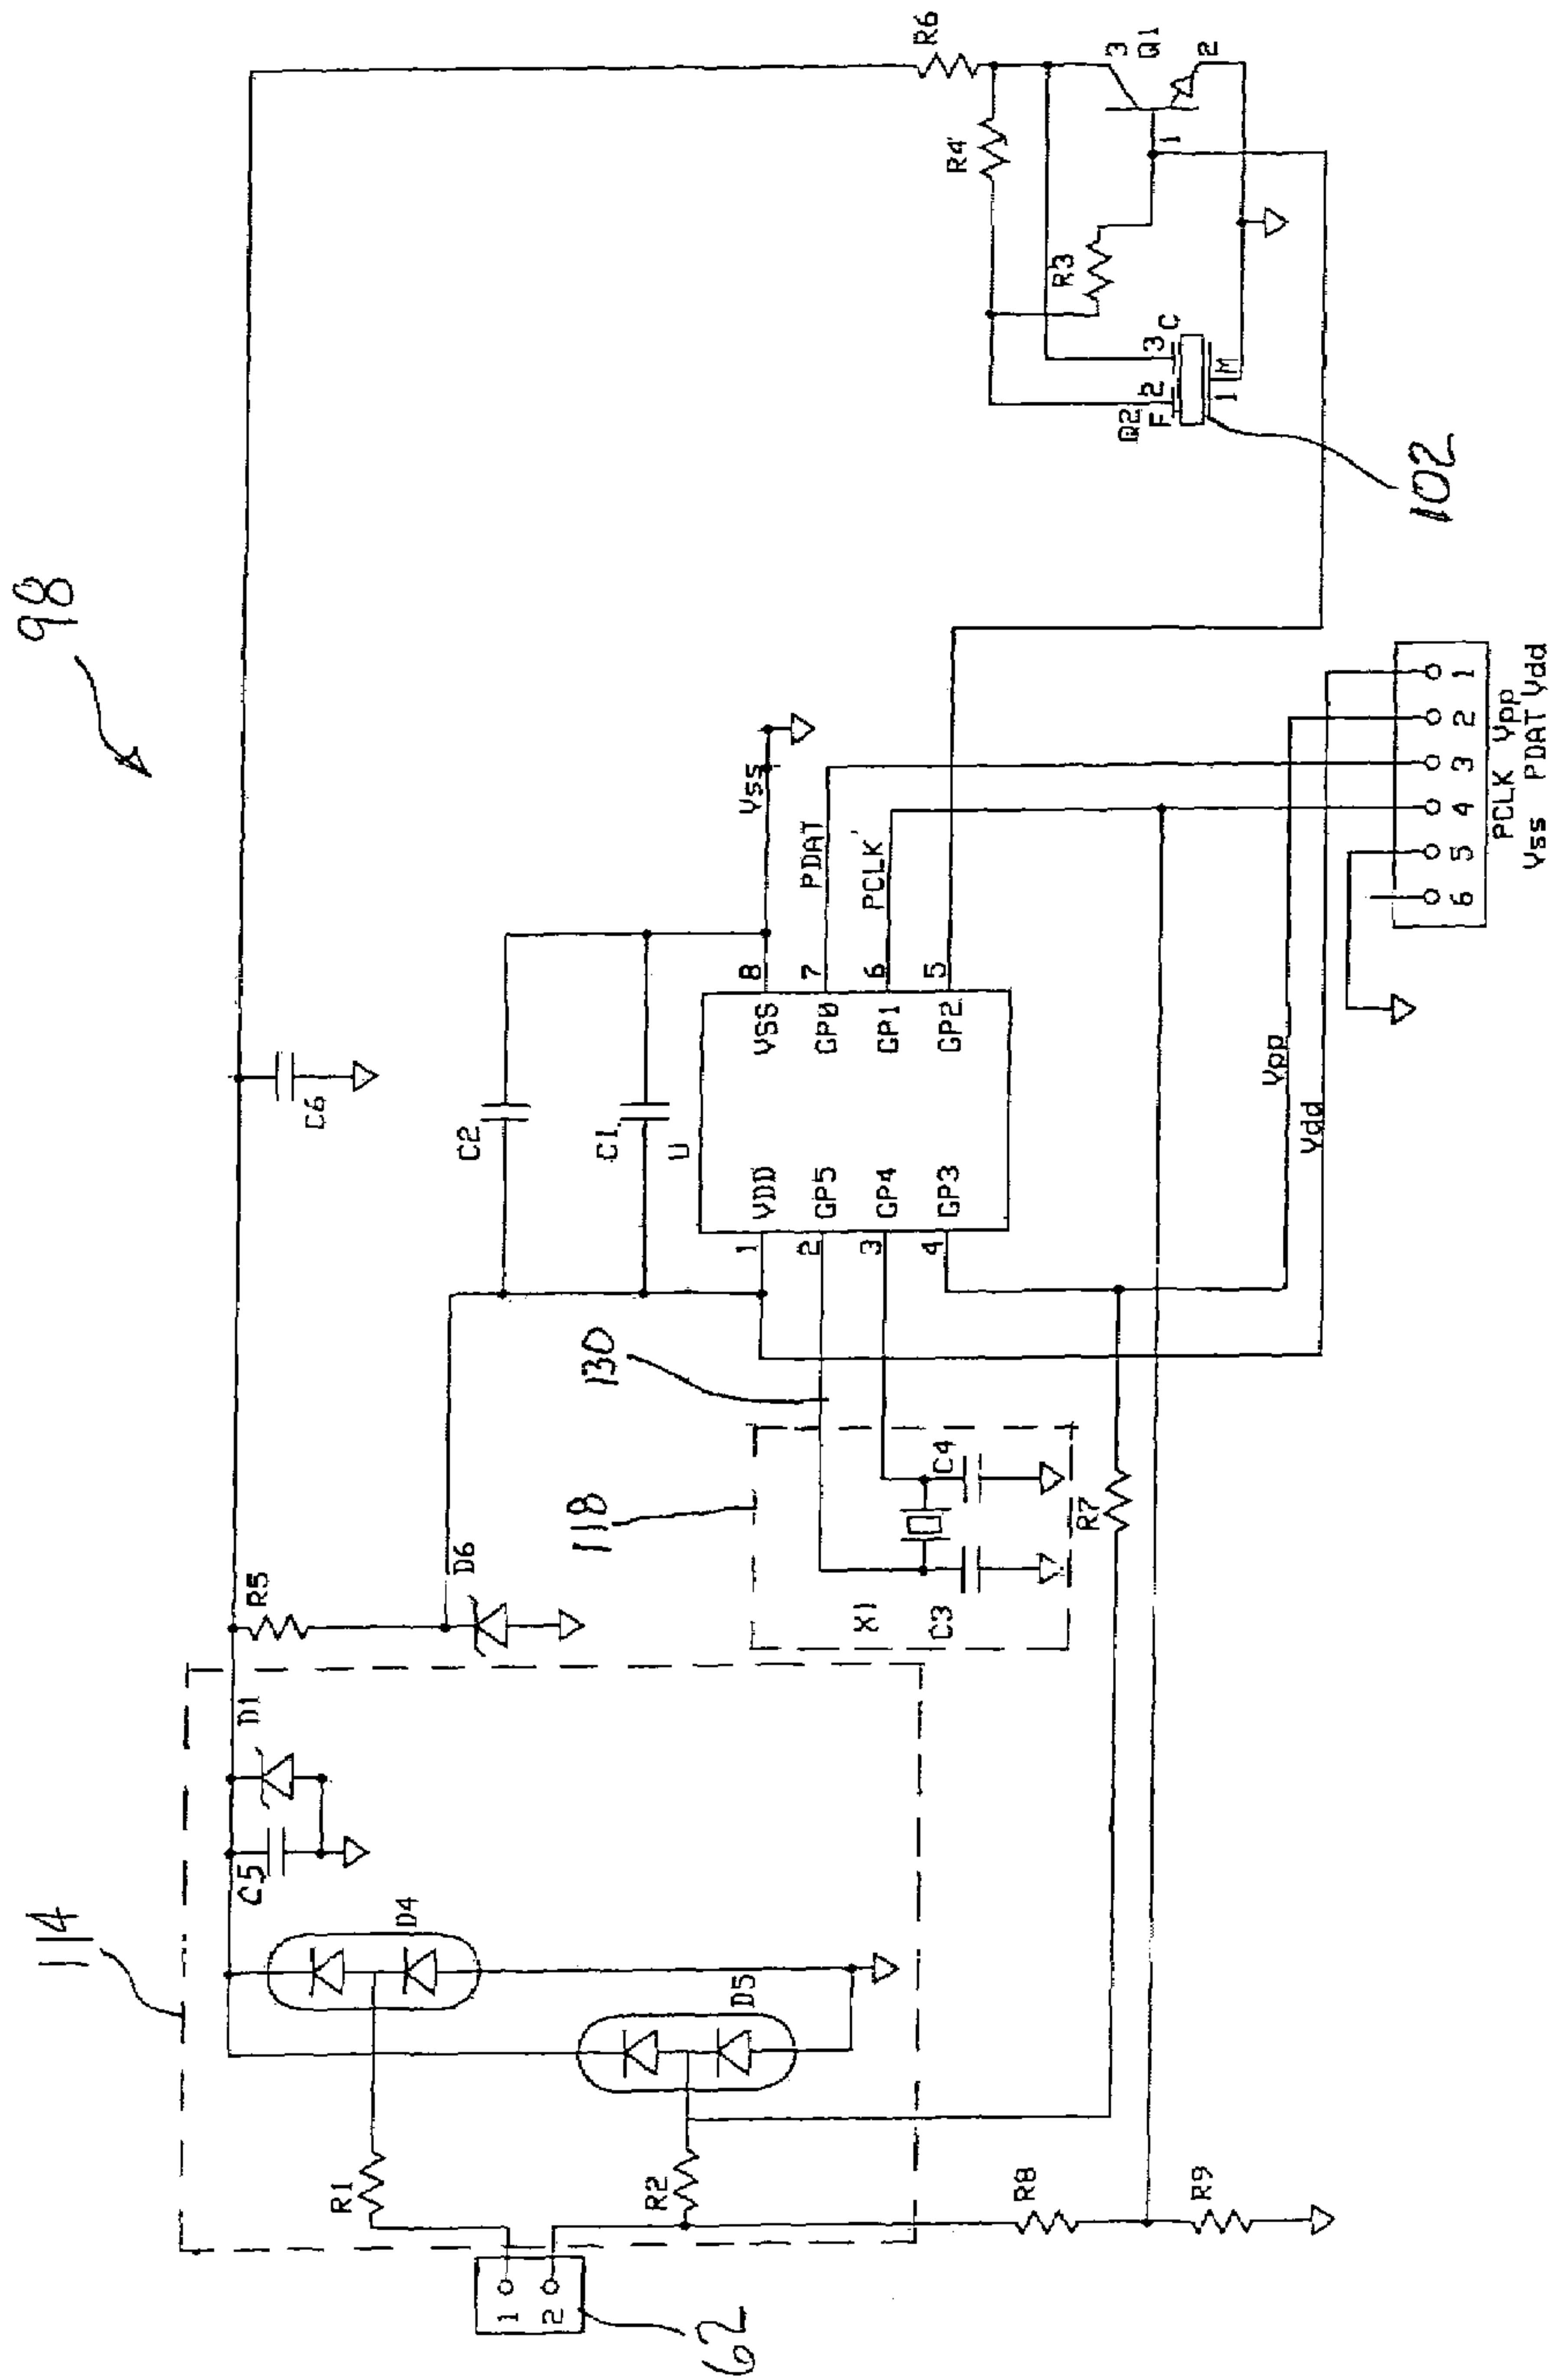 98
114
R1
R2
62
1
2
D4
D5
C5
D1
R5
D6
118
130
X1
C3
C4
R7
R8
R9
C6
C2
C1.
U
1
VDD
2
GP5
3
GP4
4
GP3
VSS
8
GP0
7
GP1
6
GP2
5
Vss
PDAT
PCLK
Vpp
Vdd
6 5 4 3 2 1
PCLK Vpp
Vss PDAT Vdd
R6
R4
R3
Q2
F 2
3 C
1 M
102
3
Q1
1
2